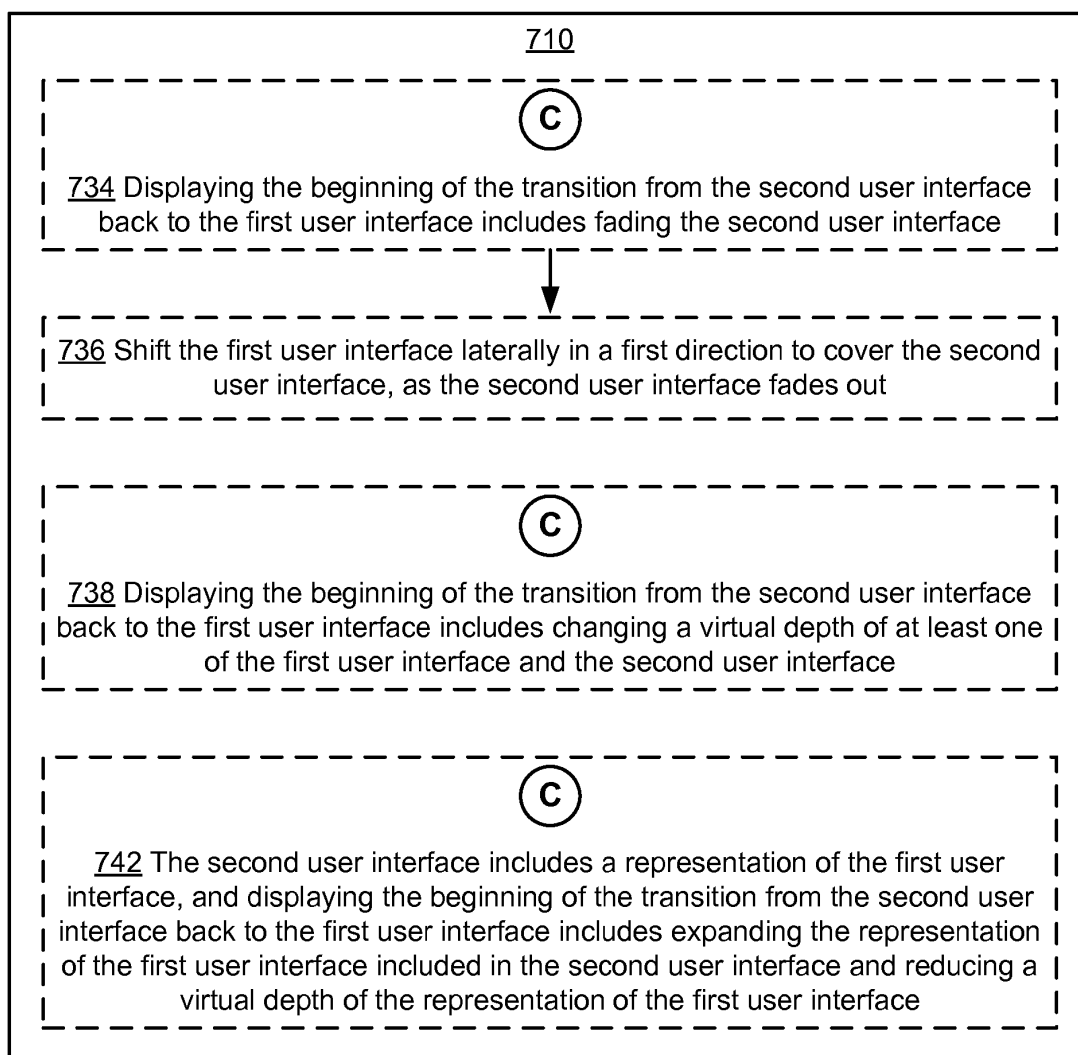 710
C
734 Displaying the beginning of the transition from the second user interface
back to the first user interface includes fading the second user interface
736 Shift the first user interface laterally in a first direction to cover the second
user interface, as the second user interface fades out
C
738 Displaying the beginning of the transition from the second user interface
back to the first user interface includes changing a virtual depth of at least one
of the first user interface and the second user interface
C
742 The second user interface includes a representation of the first user
interface, and displaying the beginning of the transition from the second user
interface back to the first user interface includes expanding the representation
of the first user interface included in the second user interface and reducing a
virtual depth of the representation of the first user interface